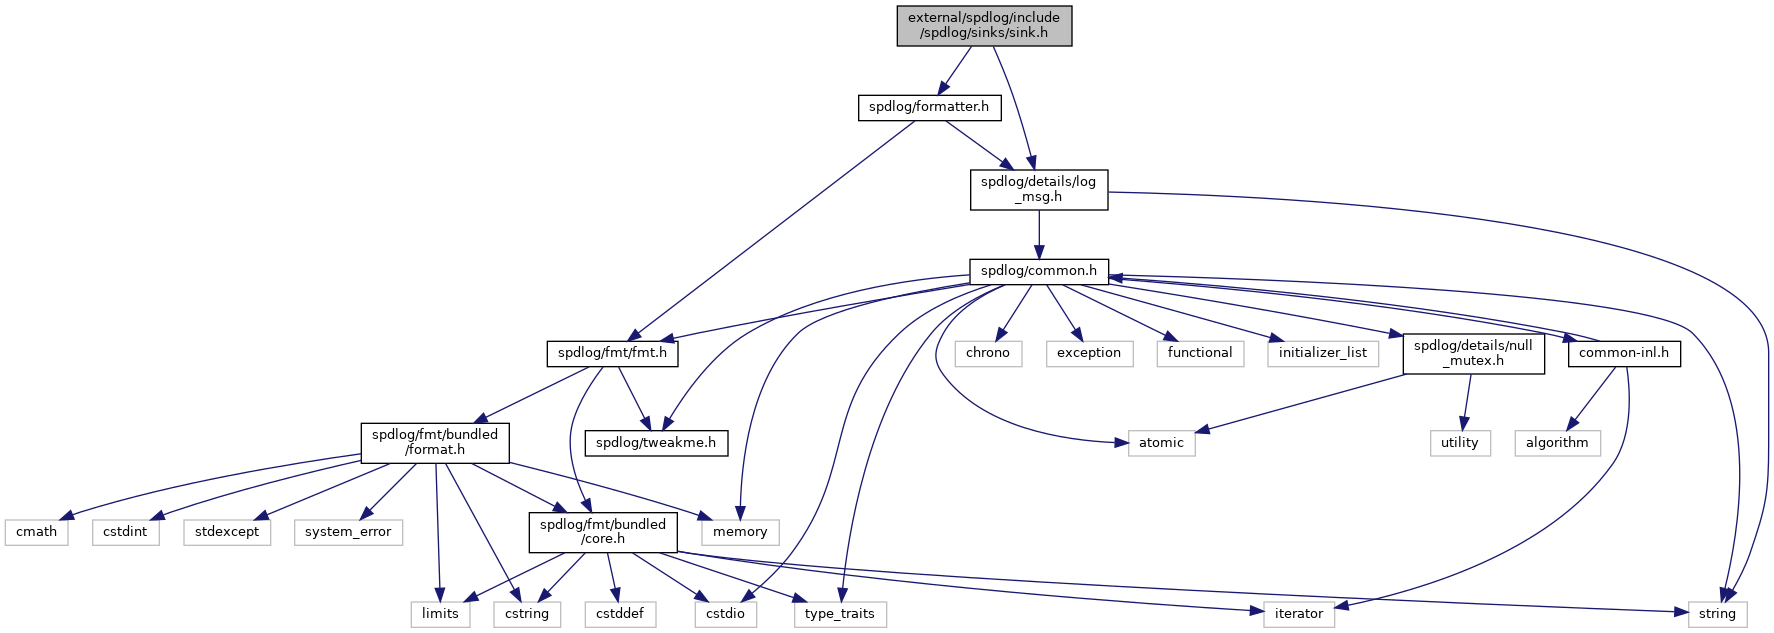 external/spdlog/include
/spdlog/sinks/sink.h
spdlog/formatter.h
spdlog/details/log
_msg.h
spdlog/common.h
spdlog/fmt/fmt.h
chrono
exception
functional
initializer_list
spdlog/details/null
_mutex.h
common-inl.h
spdlog/fmt/bundled
/format.h
spdlog/tweakme.h
atomic
utility
algorithm
cmath
cstdint
stdexcept
system_error
spdlog/fmt/bundled
/core.h
memory
limits
cstring
cstddef
cstdio
type_traits
iterator
string